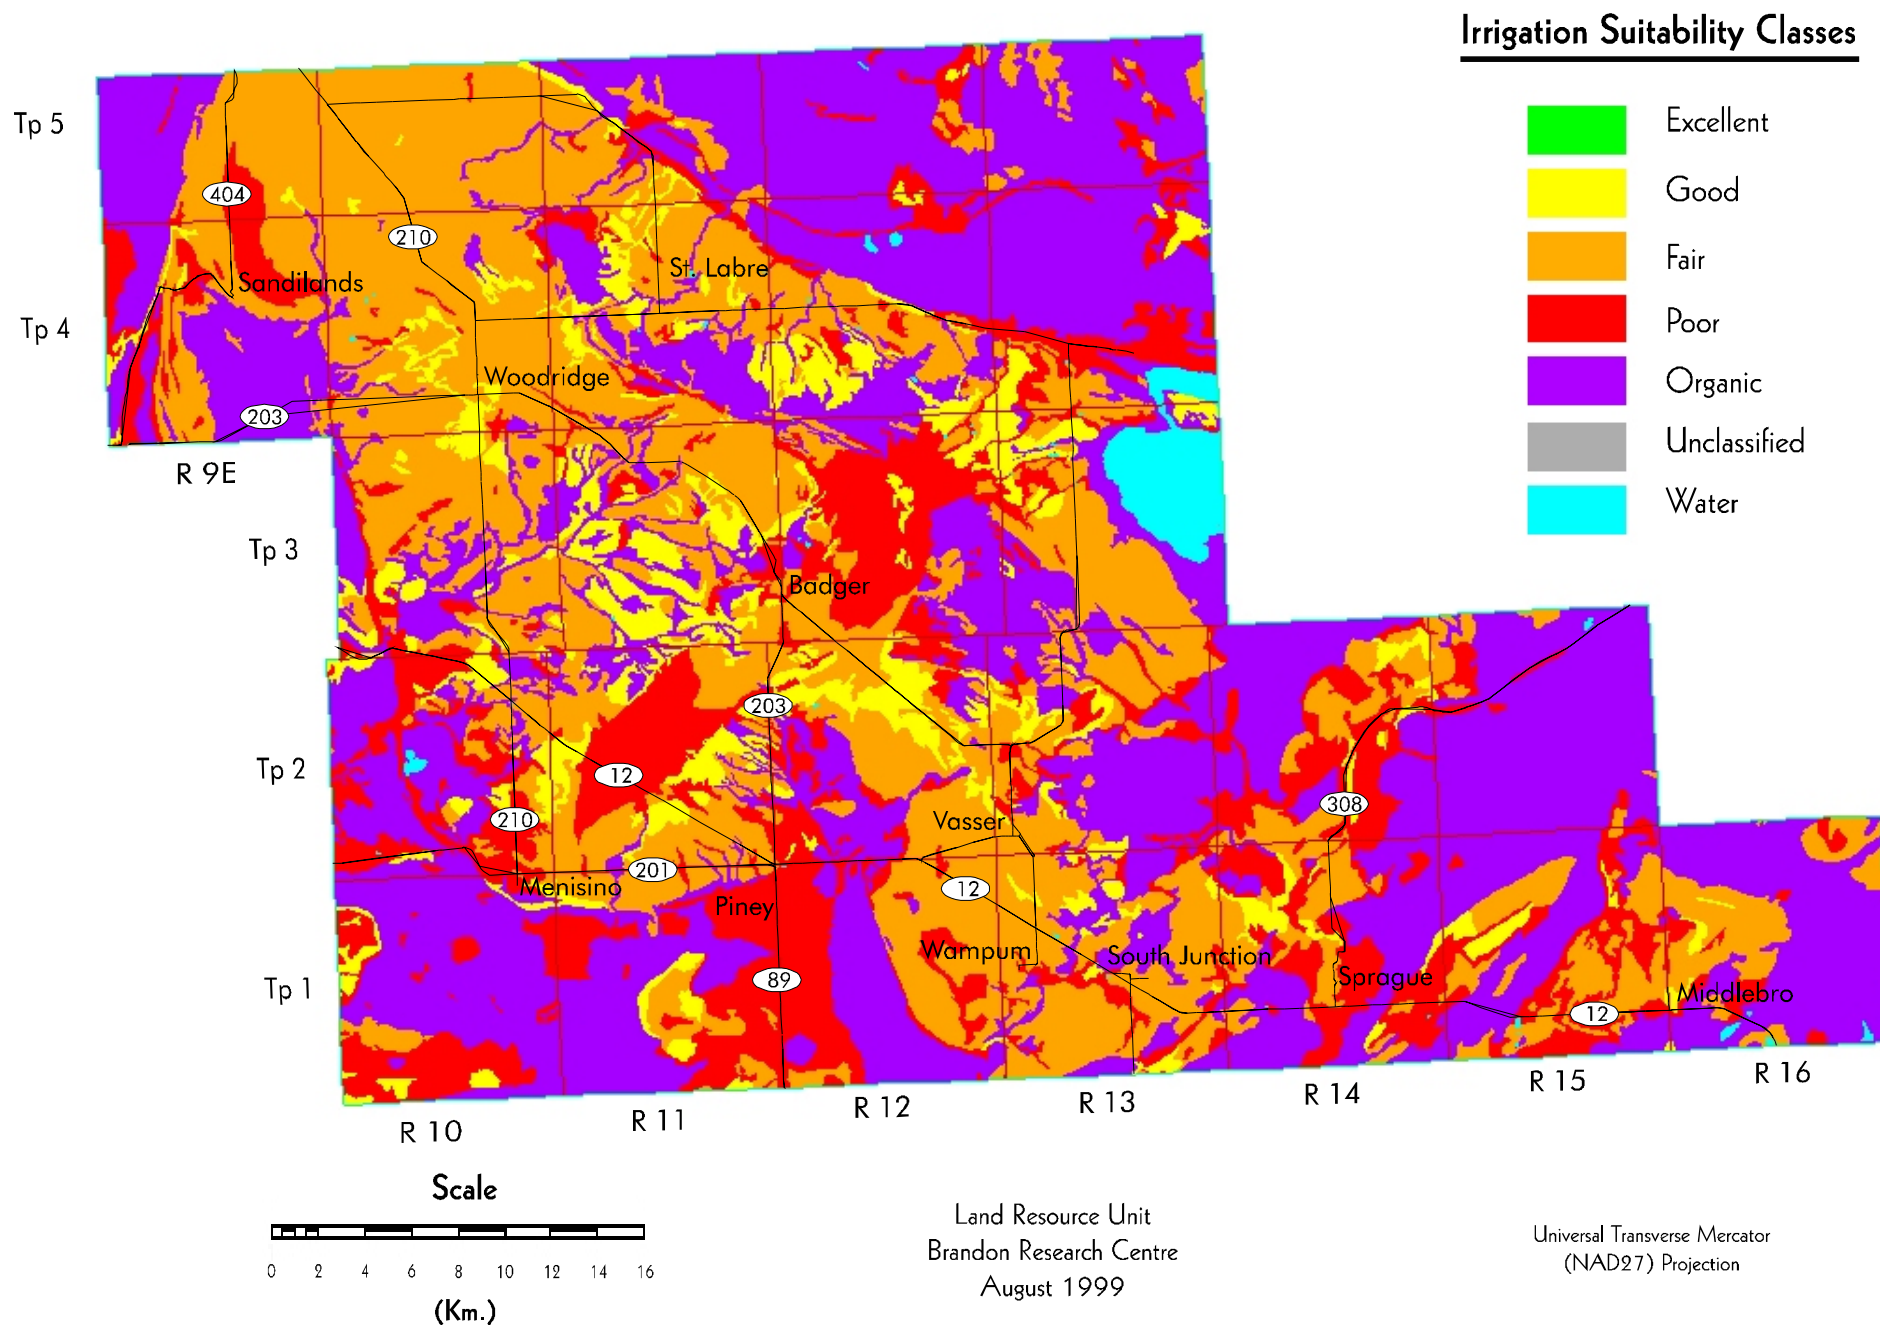 Irrigation Suitability Classes
Excellent
Good
Fair
Poor
Organic
Unclassified
Water
Tp 5
Tp 4
Tp 3
Tp 2
Tp 1
404
210
Sandilands
St. Labre
Woodridge
203
R 9E
Badger
203
12
210
308
Vasser
201
Menisino
12
Piney
Wampum
South Junction
89
Sprague
Middlebro
12
R 10
R 11
R 12
R 13
R 14
R 15
R 16
Scale
0 2 4 6 8 10 12 14 16
(Km.)
Land Resource Unit
Brandon Research Centre
August 1999
Universal Transverse Mercator
(NAD27) Projection